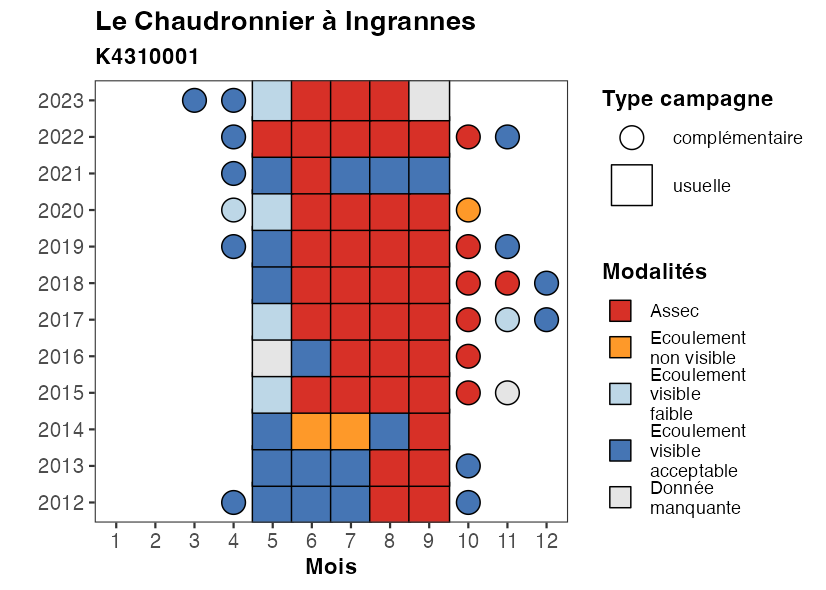 Le Chaudronnier à Ingrannes
K4310001
2023
2022
2021
2020
2019
2018
2017
2016
2015
2014
2013
2012
1 2 3 4 5 6 7 8 9 10 11 12
Mois
Type campagne
complémentaire
usuelle
Modalités
Assec
Ecoulement
non visible
Ecoulement
visible
faible
Ecoulement
visible
acceptable
Donnée
manquante